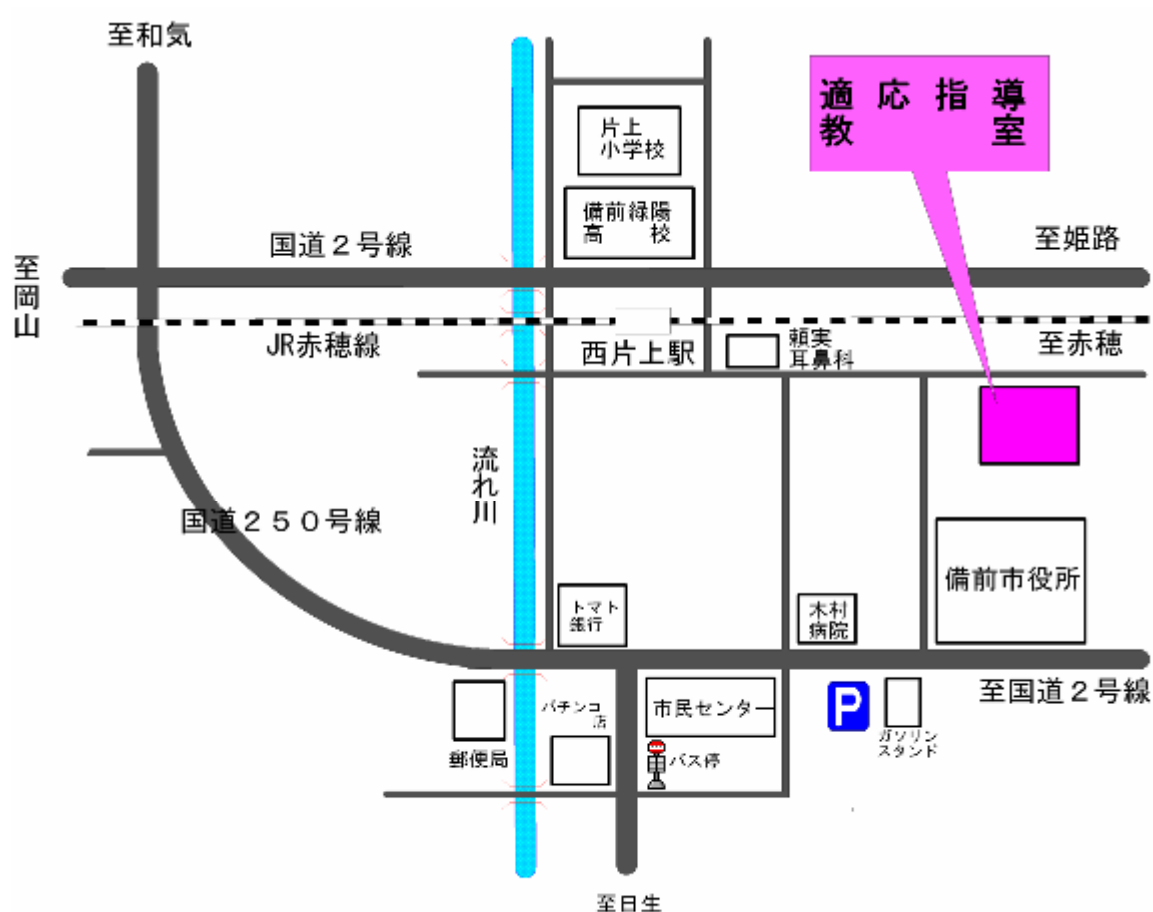 至和気
適応指導
教室
片上
小学校
備前緑陽
高校
国道２号線
至姫路
至岡山
JR赤穂線
西片上駅
頼実
耳鼻科
至赤穂
流れ川
国道２５０号線
備前市役所
トマト
銀行
木村
病院
至国道２号線
パチンコ
店
市民センター
P
ガソリン
スタンド
郵便局
バス停
至日生